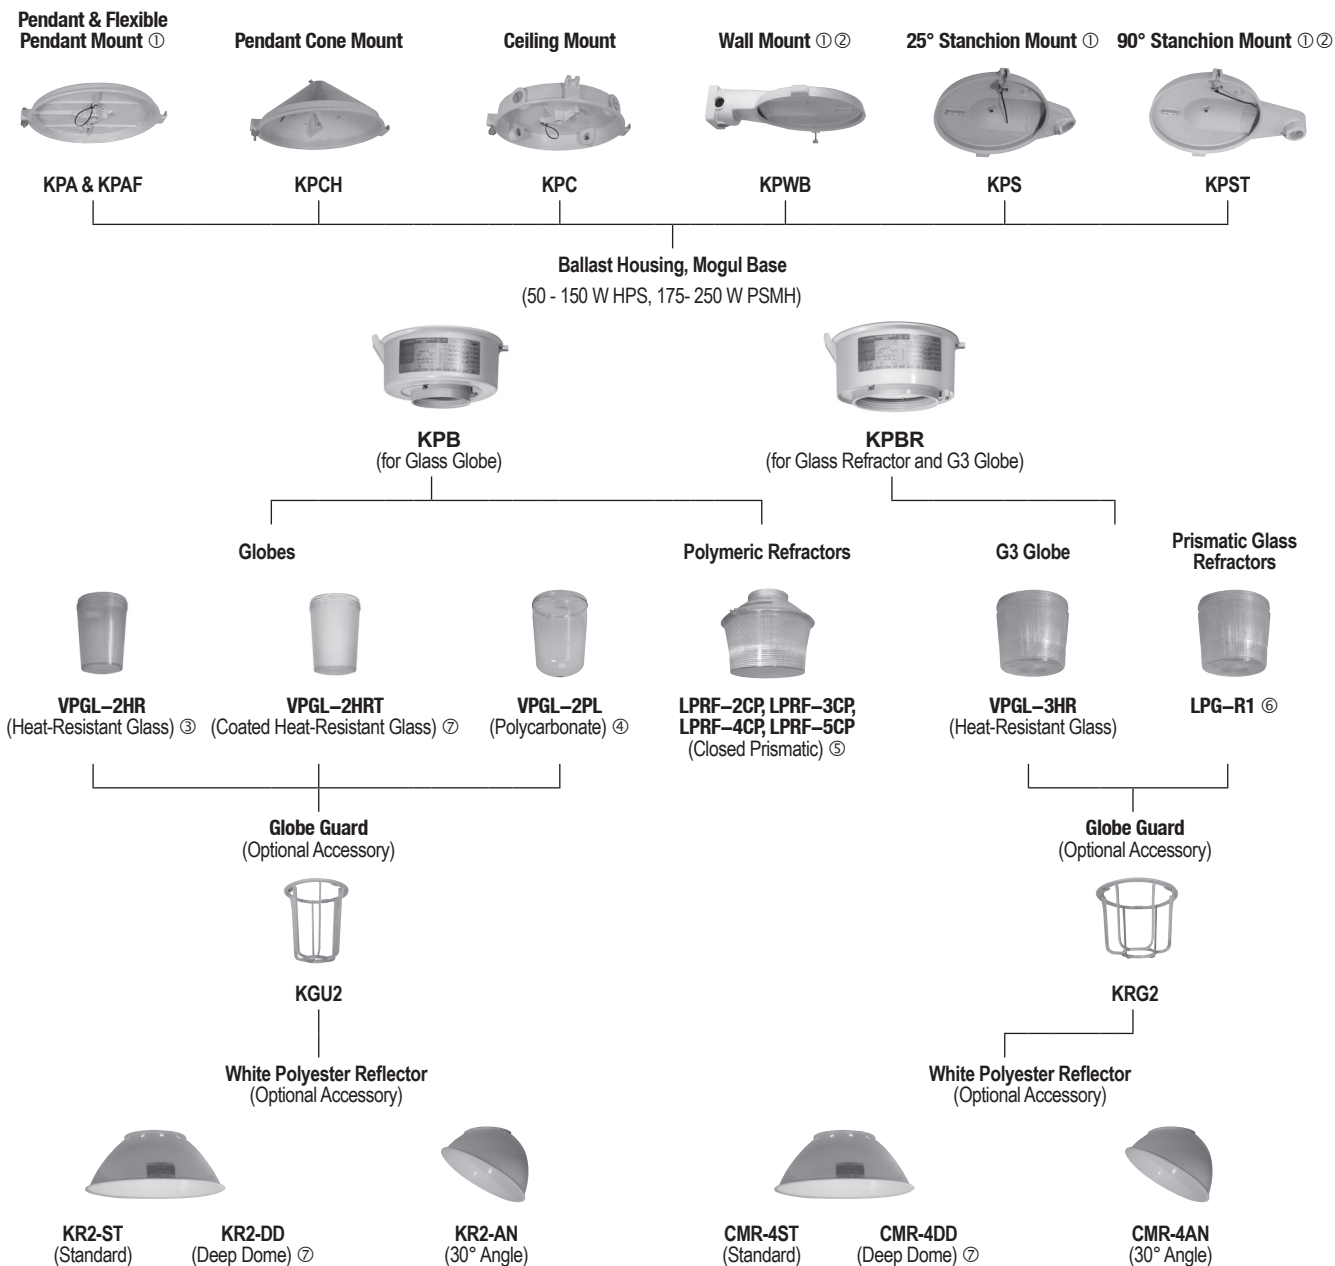 Pendant & Flexible
Pendant Mount ①
Pendant Cone Mount
Ceiling Mount
Wall Mount ①②
25° Stanchion Mount ①
90° Stanchion Mount ①②
KPA & KPAF
KPCH
KPC
KPWB
KPS
KPST
Ballast Housing, Mogul Base
(50 - 150 W HPS, 175- 250 W PSMH)
KPB
(for Glass Globe)
KPBR
(for Glass Refractor and G3 Globe)
Globes
Polymeric Refractors
G3 Globe
Prismatic Glass
Refractors
VPGL–2HR
(Heat-Resistant Glass) ③
VPGL–2HRT
(Coated Heat-Resistant Glass) ⑦
VPGL–2PL
(Polycarbonate) ④
LPRF–2CP, LPRF–3CP,
LPRF–4CP, LPRF–5CP
(Closed Prismatic) ⑤
VPGL–3HR
(Heat-Resistant Glass)
LPG–R1 ⑥
Globe Guard
(Optional Accessory)
Globe Guard
(Optional Accessory)
KGU2
KRG2
White Polyester Reflector
(Optional Accessory)
White Polyester Reflector
(Optional Accessory)
KR2-ST
(Standard)
KR2-DD
(Deep Dome) ⑦
KR2-AN
(30° Angle)
CMR-4ST
(Standard)
CMR-4DD
(Deep Dome) ⑦
CMR-4AN
(30° Angle)